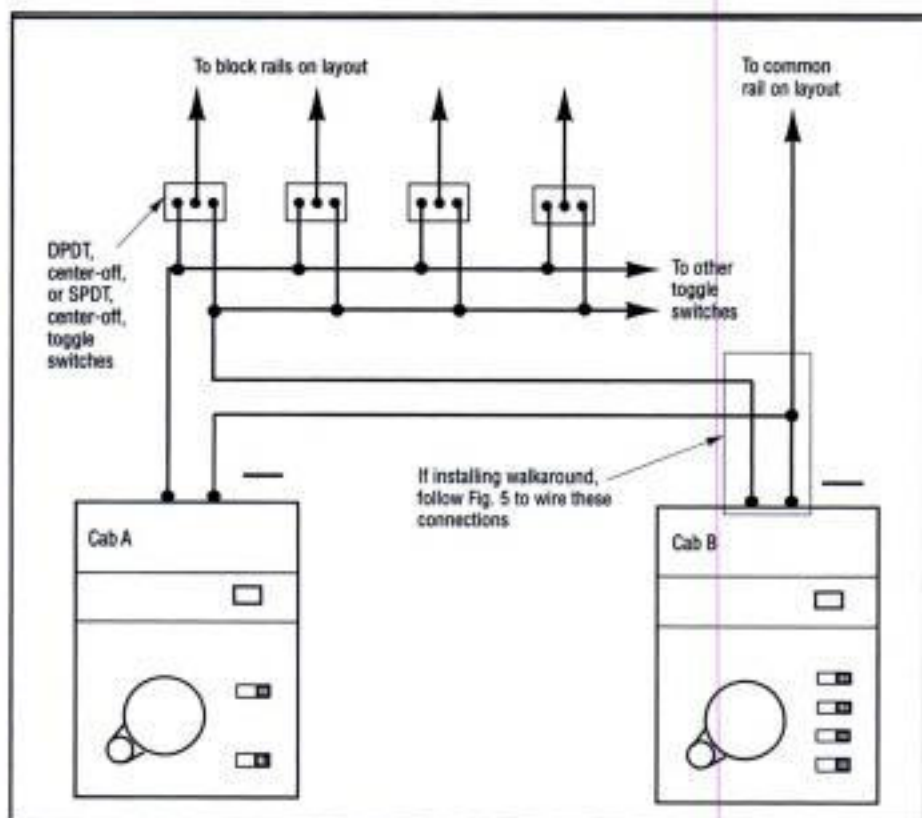 To block rails on layout
To common
rail on layout
DPDT,
center-off,
or SPDT,
center-off,
toggle
switches
To other
toggle
switches
If installing walkaround,
follow Fig. 5 to wire these
connections
Cab A
Cab B